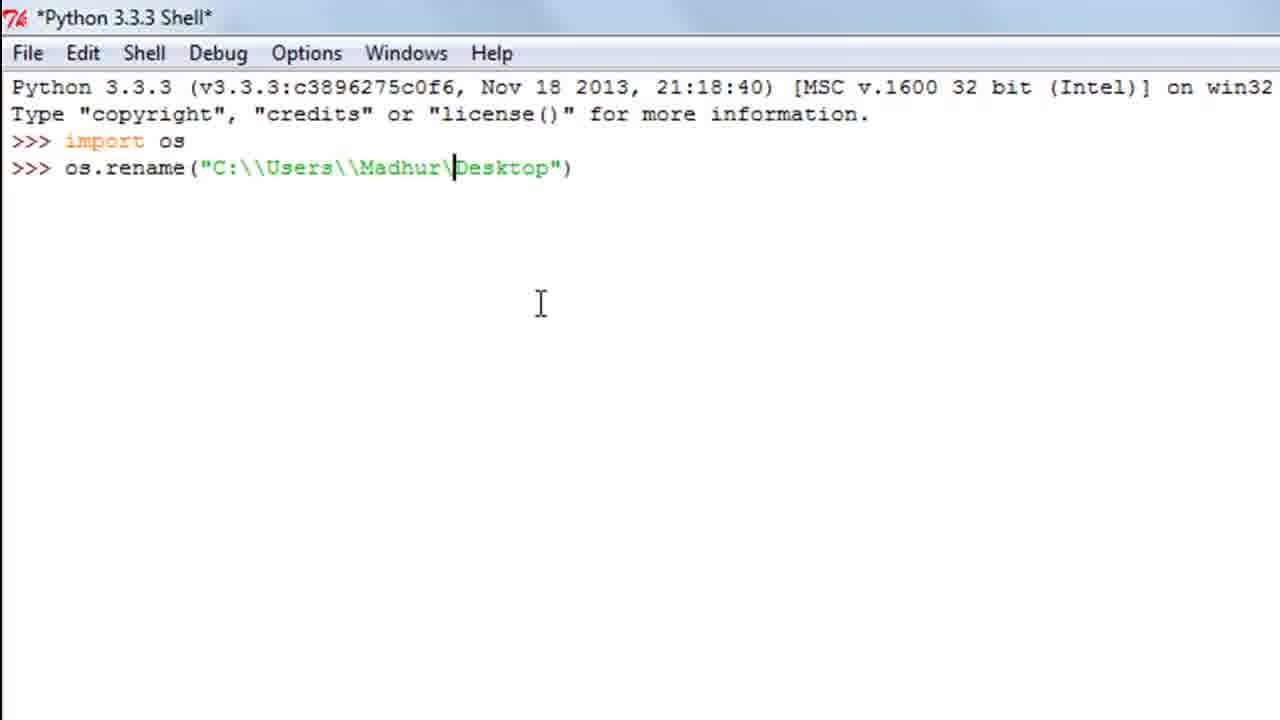 *Python 3.3.3 Shell*
File Edit Shell Debug Options Windows Help
Python 3.3.3 (v3.3.3:c3896275c0f6, Nov 18 2013, 21:18:40) [MSC v.1600 32 bit (Intel)] on win32
Type "copyright", "credits" or "license()" for more information.
>>> import os
>>> os.rename("C:\\Users\\Madhur\Desktop")